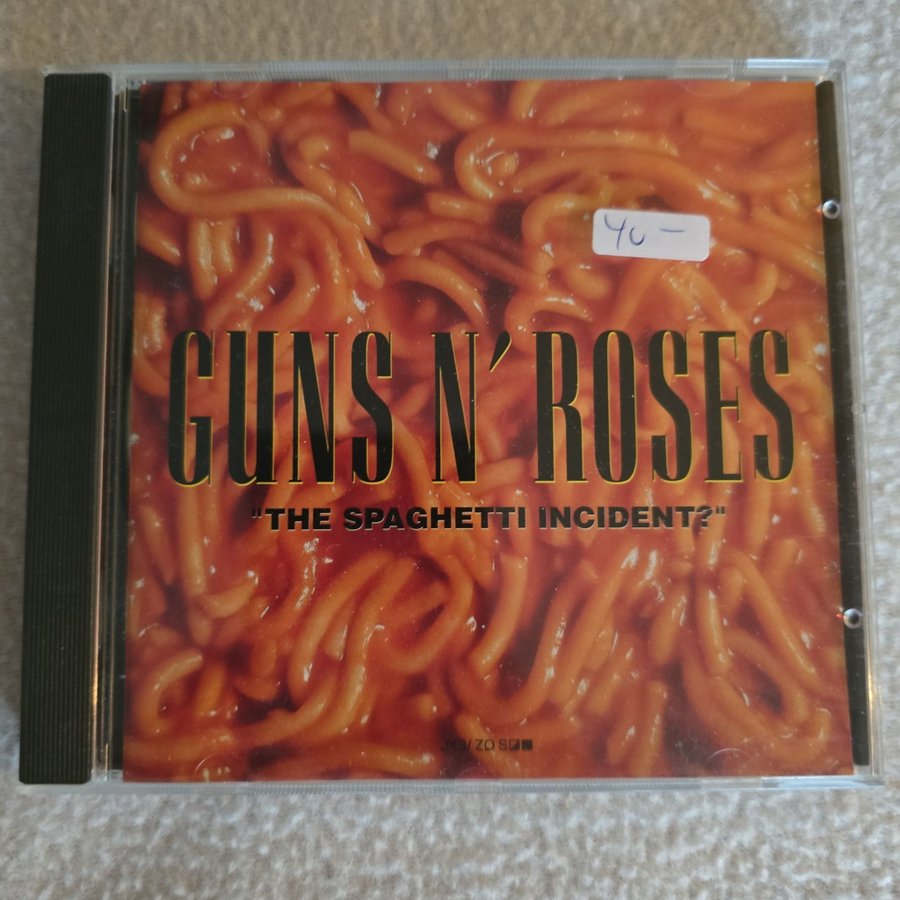 40 –
GUNS N' ROSES
"THE SPAGHETTI INCIDENT?"